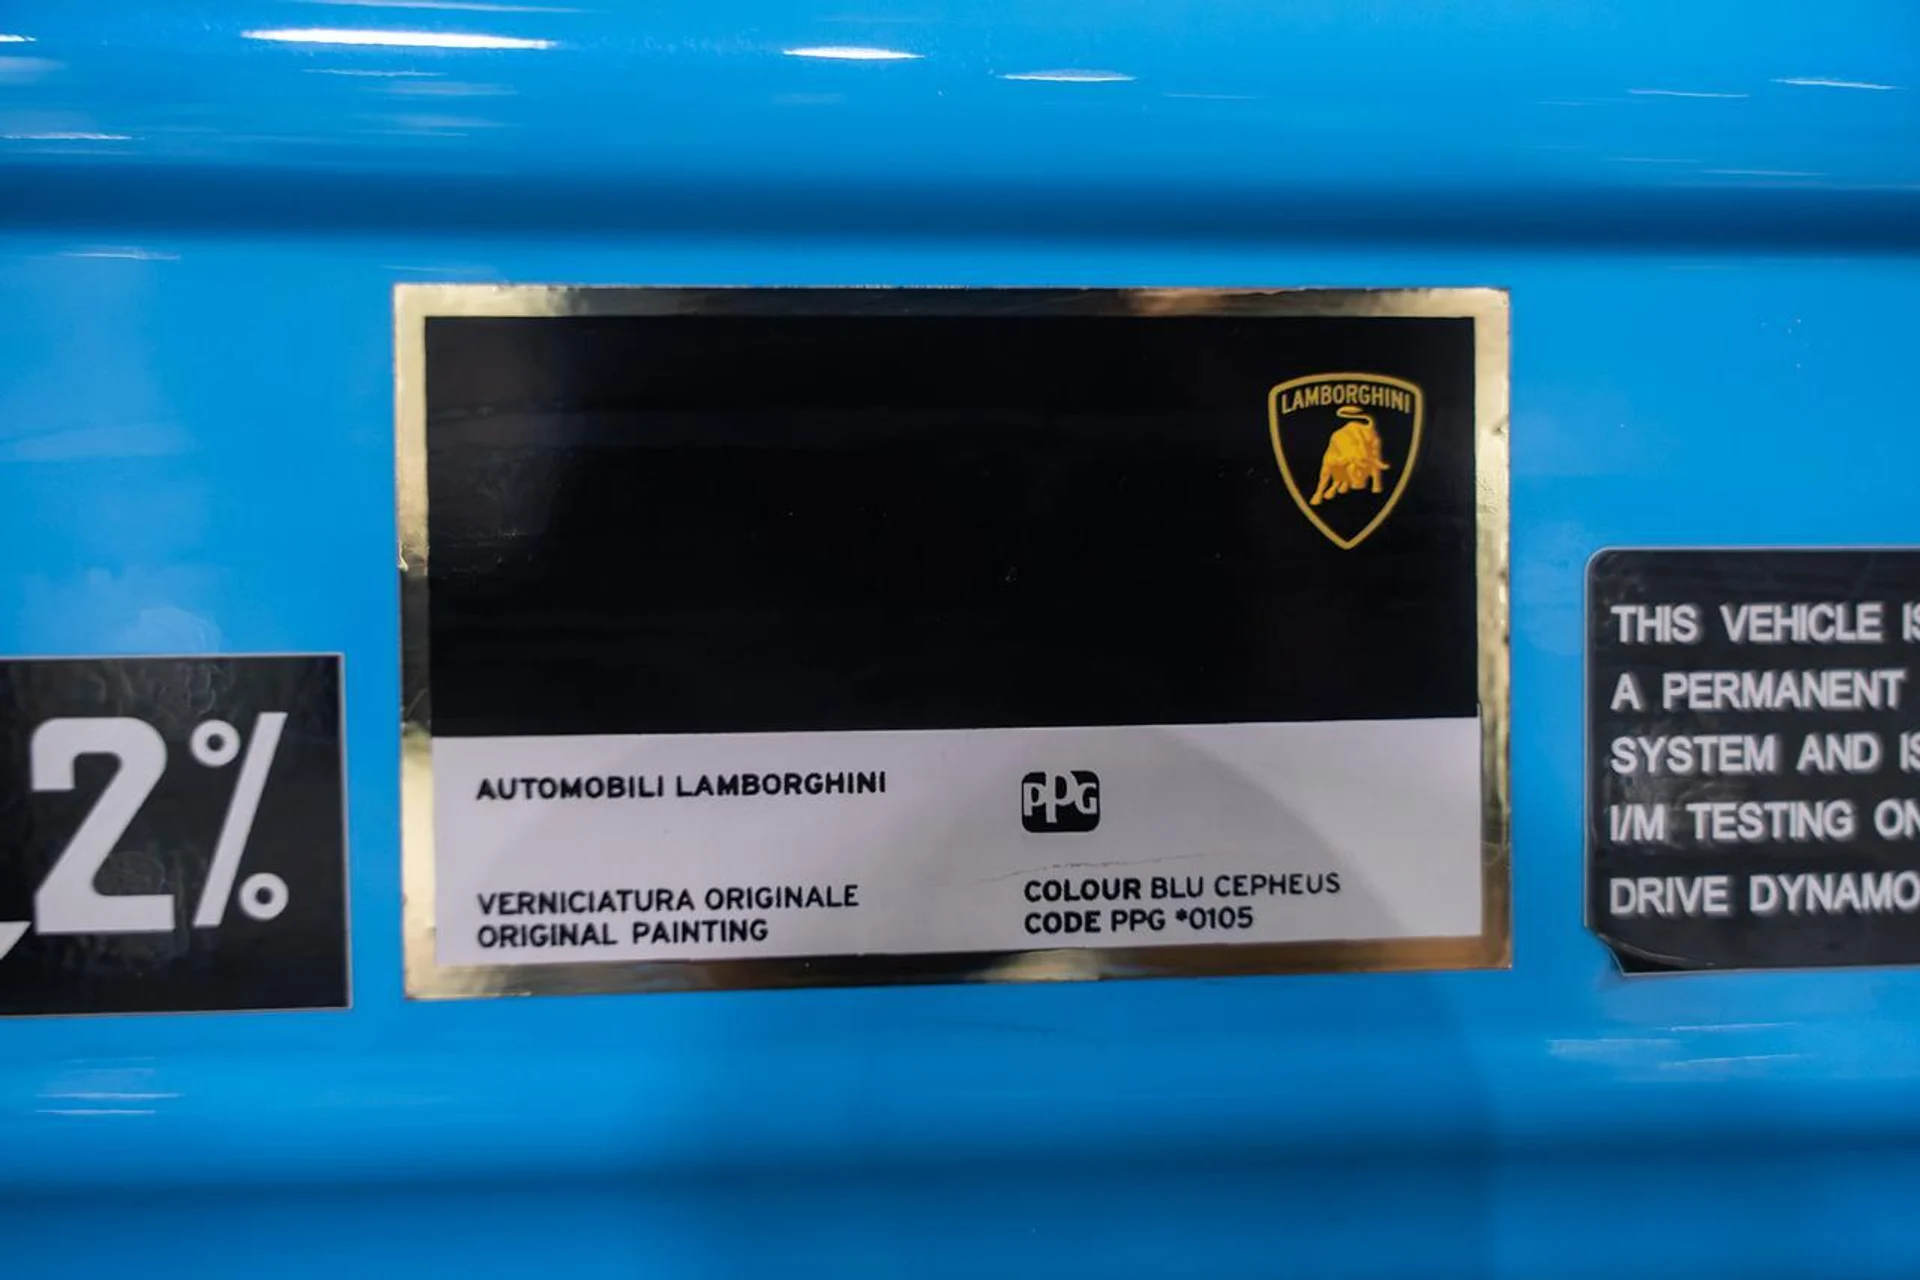 LAMBORGHINI
2%
AUTOMOBILI LAMBORGHINI
PPG
VERNICIATURA ORIGINALE
ORIGINAL PAINTING
COLOUR BLU CEPHEUS
CODE PPG *0105
THIS VEHICLE IS
A PERMANENT
SYSTEM AND IS
I/M TESTING ON
DRIVE DYNAMO